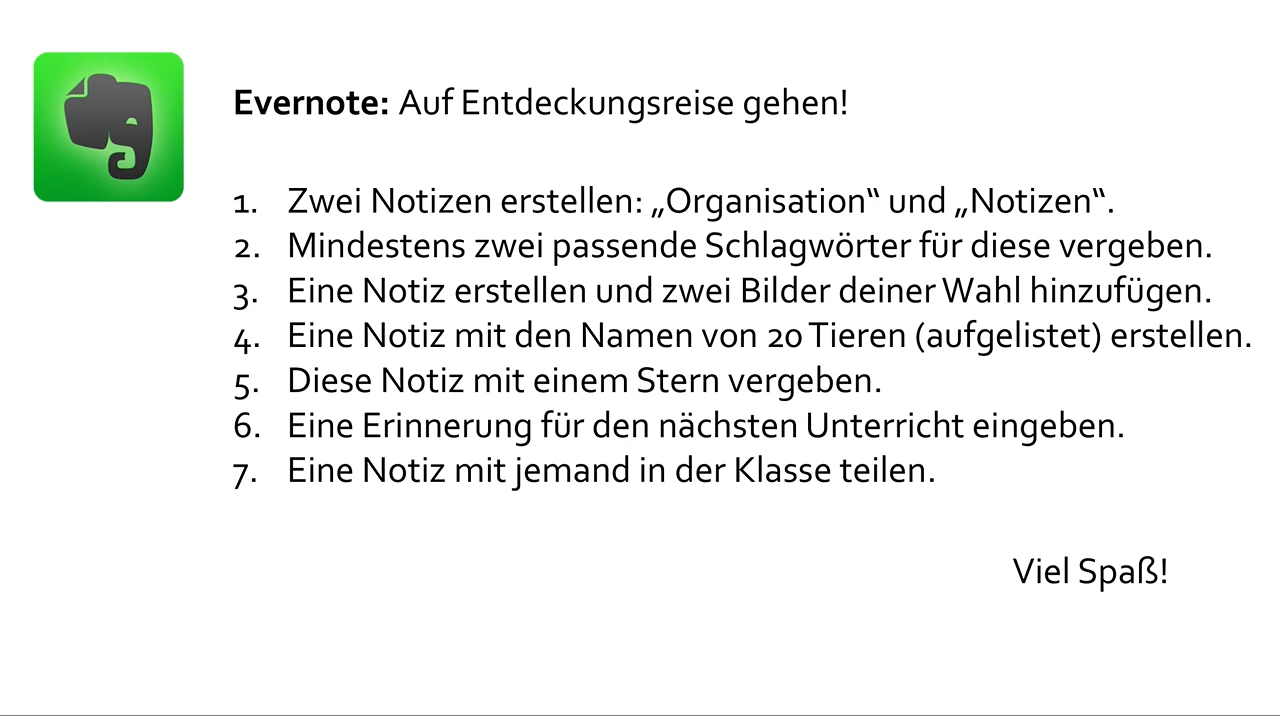 Evernote: Auf Entdeckungsreise gehen!
1. Zwei Notizen erstellen: „Organisation“ und „Notizen“.
2. Mindestens zwei passende Schlagwörter für diese vergeben.
3. Eine Notiz erstellen und zwei Bilder deiner Wahl hinzufügen.
4. Eine Notiz mit den Namen von 20 Tieren (aufgelistet) erstellen.
5. Diese Notiz mit einem Stern vergeben.
6. Eine Erinnerung für den nächsten Unterricht eingeben.
7. Eine Notiz mit jemand in der Klasse teilen.
Viel Spaß!